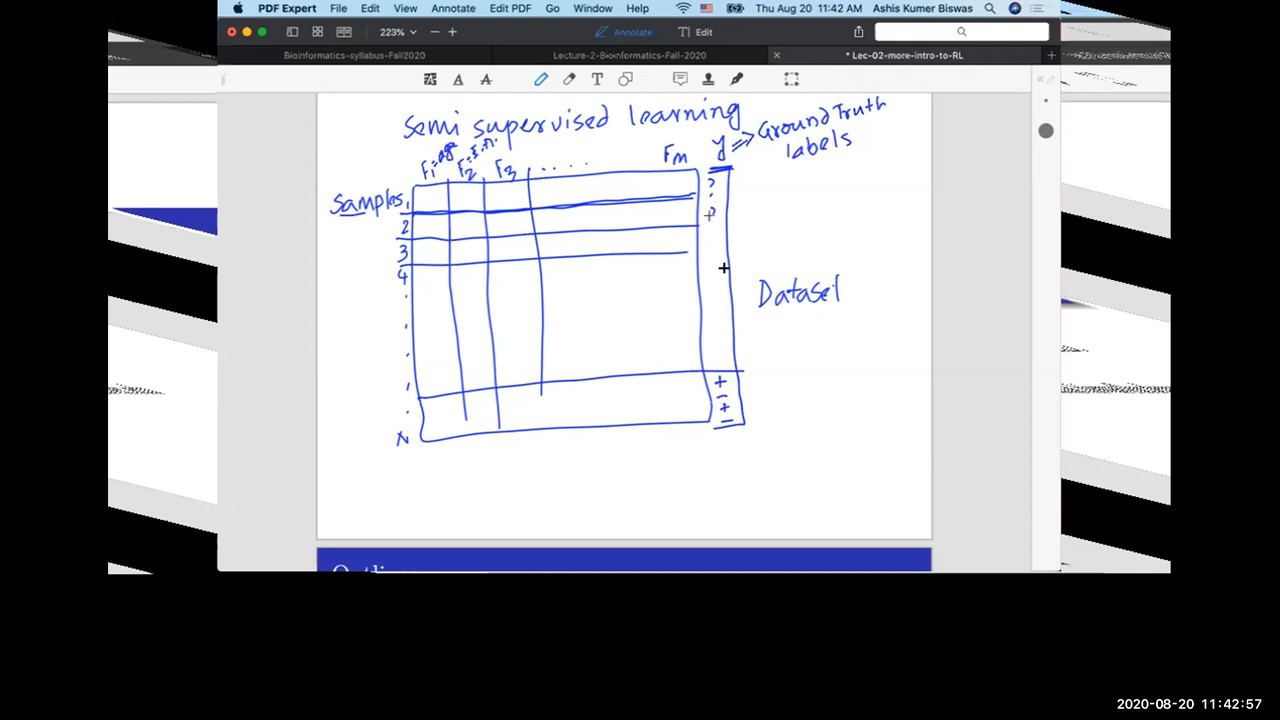 PDF Expert File Edit View Annotate Edit PDF Go Window Help Thu Aug 20 11:42 AM Ashis Kumer Biswas
223% Annotate Edit
Bioinformatics-syllabus-Fall2020 Lecture-2-Bionformatics-Fall-2020 * Lec-02-more-intro-to-RL
Semi supervised learning
F1=age F2= F3 .... Fm y => Ground Truth
labels
Samples 1 ?
2 ?
3
4
Dataset
+
-
+
-
N
2020-08-20 11:42:57